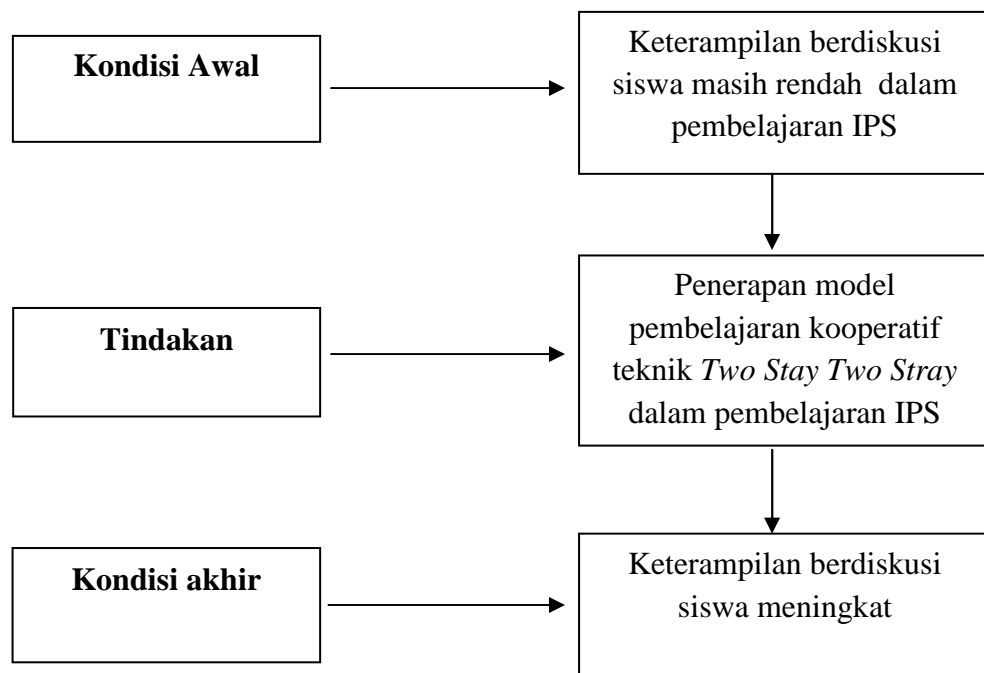 Kondisi Awal
Keterampilan berdiskusi
siswa masih rendah dalam
pembelajaran IPS
Tindakan
Penerapan model
pembelajaran kooperatif
teknik Two Stay Two Stray
dalam pembelajaran IPS
Kondisi akhir
Keterampilan berdiskusi
siswa meningkat